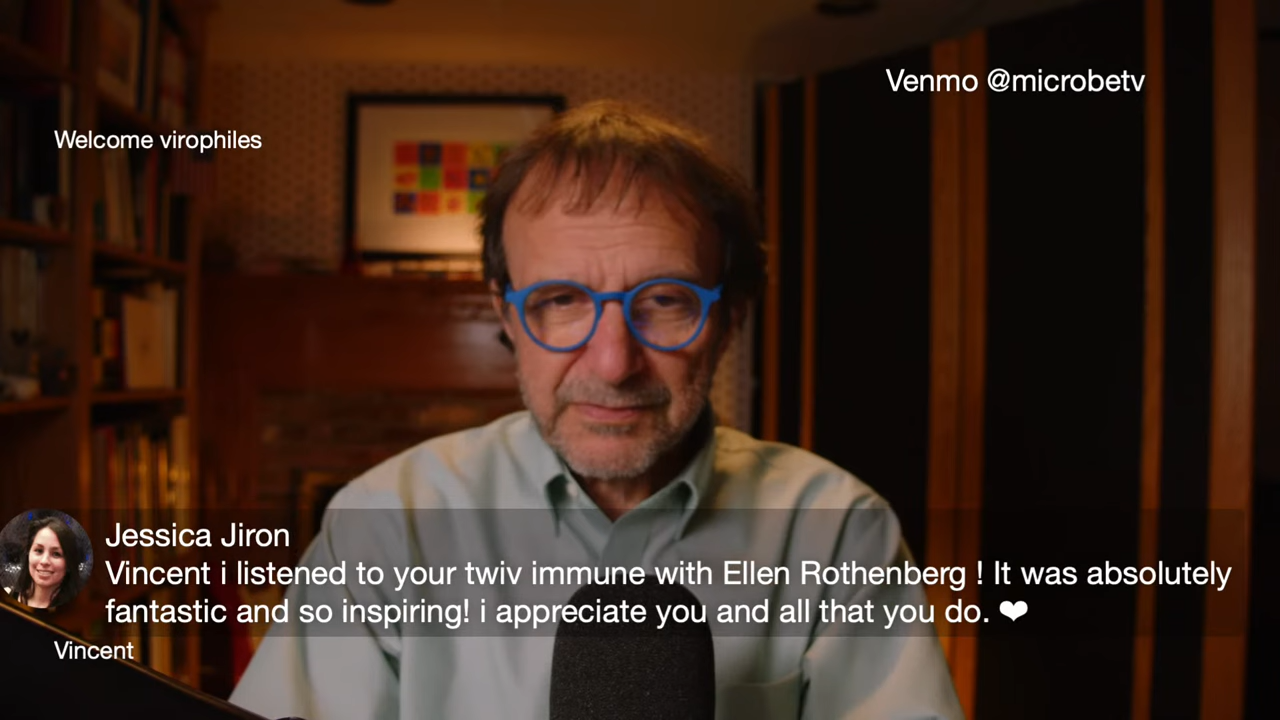 Venmo @microbetv
Welcome virophiles
Jessica Jiron
Vincent i listened to your twiv immune with Ellen Rothenberg ! It was absolutely
fantastic and so inspiring! i appreciate you and all that you do. ❤
Vincent